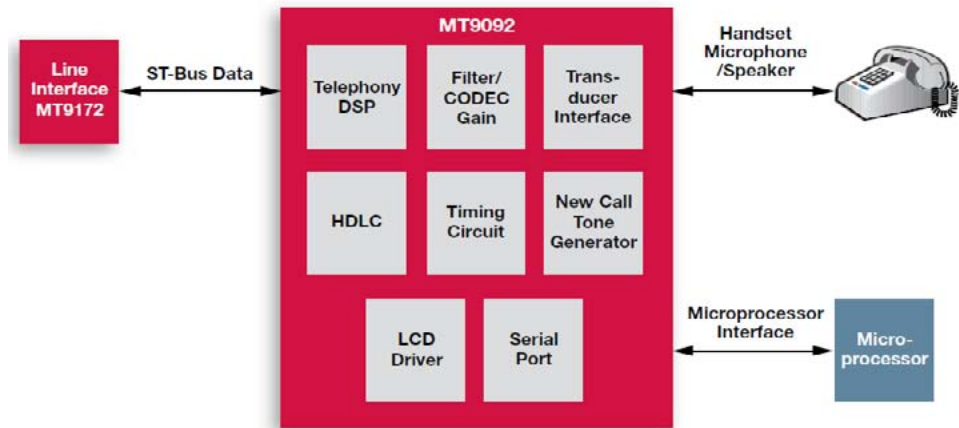 MT9092
Line
Interface
MT9172
ST-Bus Data
Telephony
DSP
Filter/
CODEC
Gain
Trans-
ducer
Interface
Handset
Microphone
/Speaker
HDLC
Timing
Circuit
New Call
Tone
Generator
LCD
Driver
Serial
Port
Microprocessor
Interface
Micro-
processor